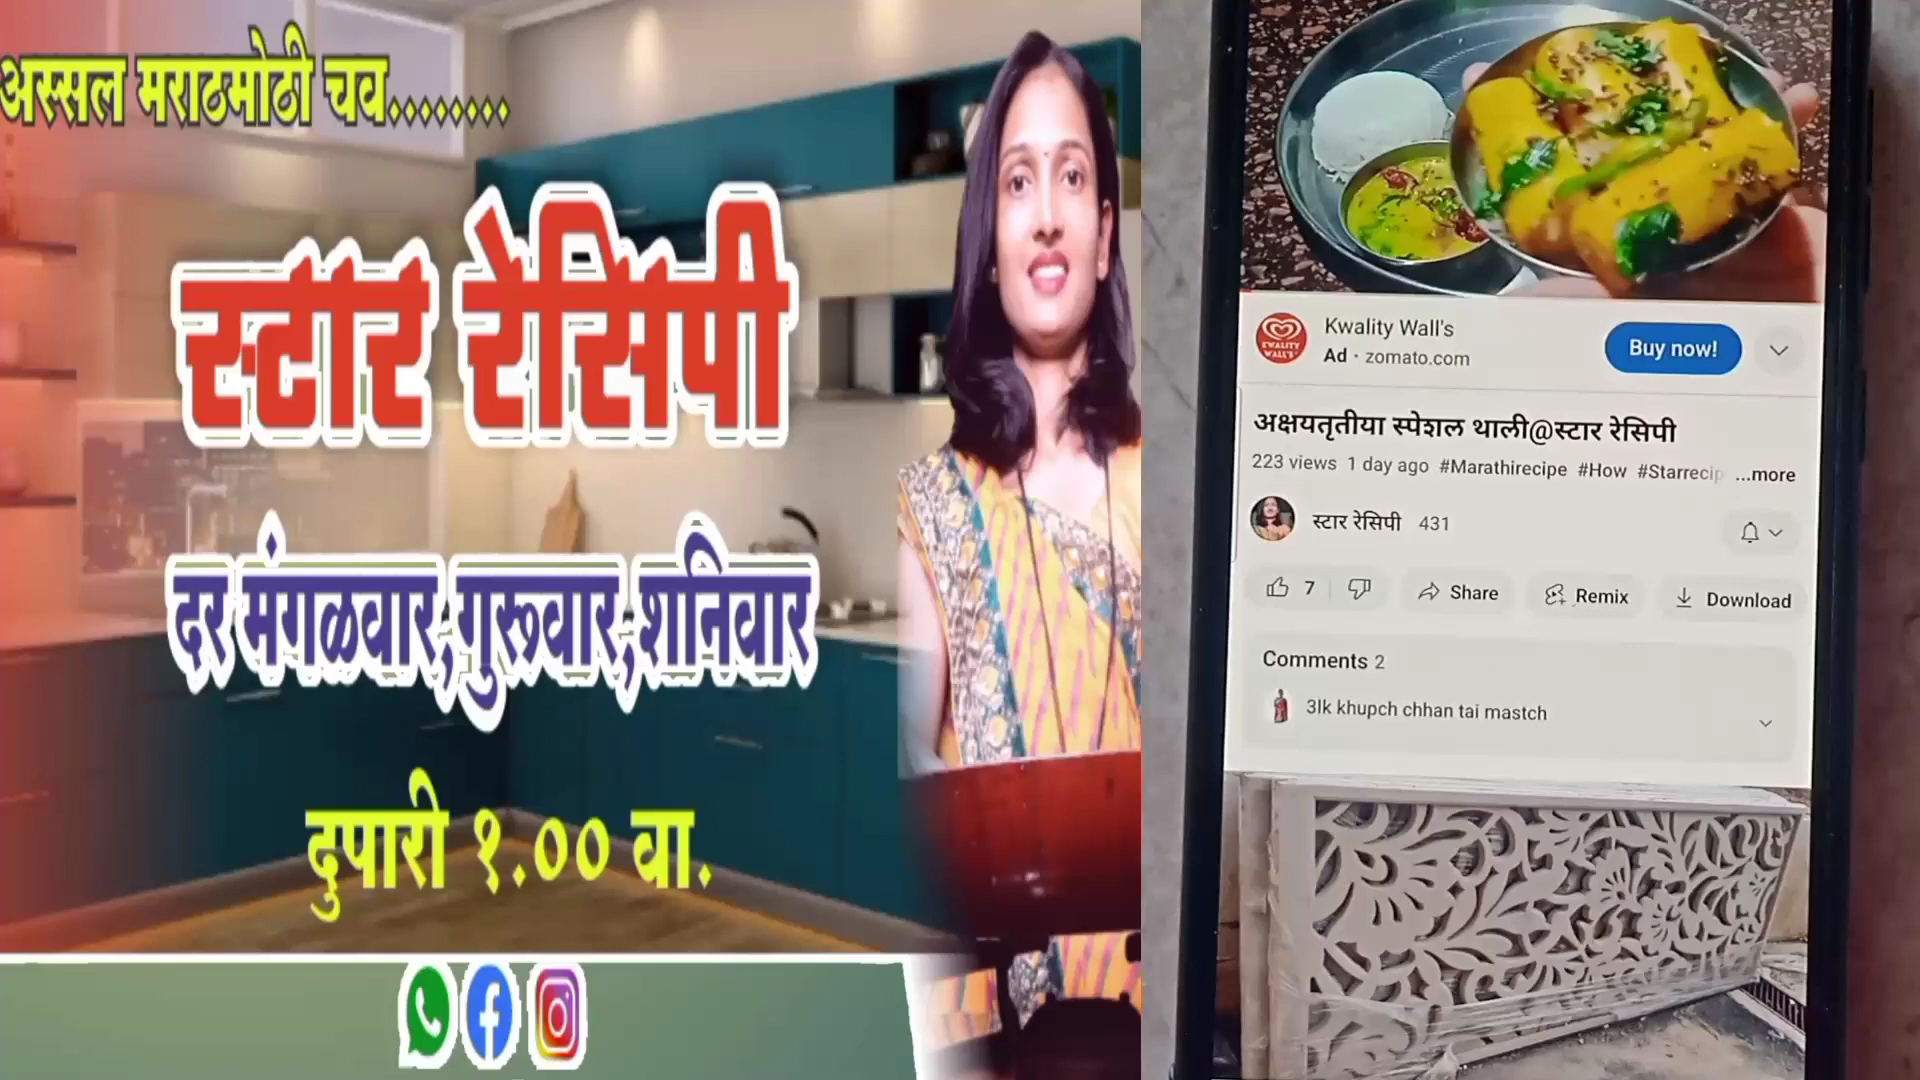 अस्सल मराठमोठी चव........
स्टार रेसिपी
दर मंगळवार,गुरूवार,शनिवार
दुपारी १.०० वा.
Kwality Wall's
KWALITY
WALL'S
Ad · zomato.com
Buy now!
अक्षयतृतीया स्पेशल थाली@स्टार रेसिपी
223 views 1 day ago #Marathirecipe #How #Starrecip ...more
स्टार रेसिपी 431
7 Share Remix Download
Comments 2
3lk khupch chhan tai mastch